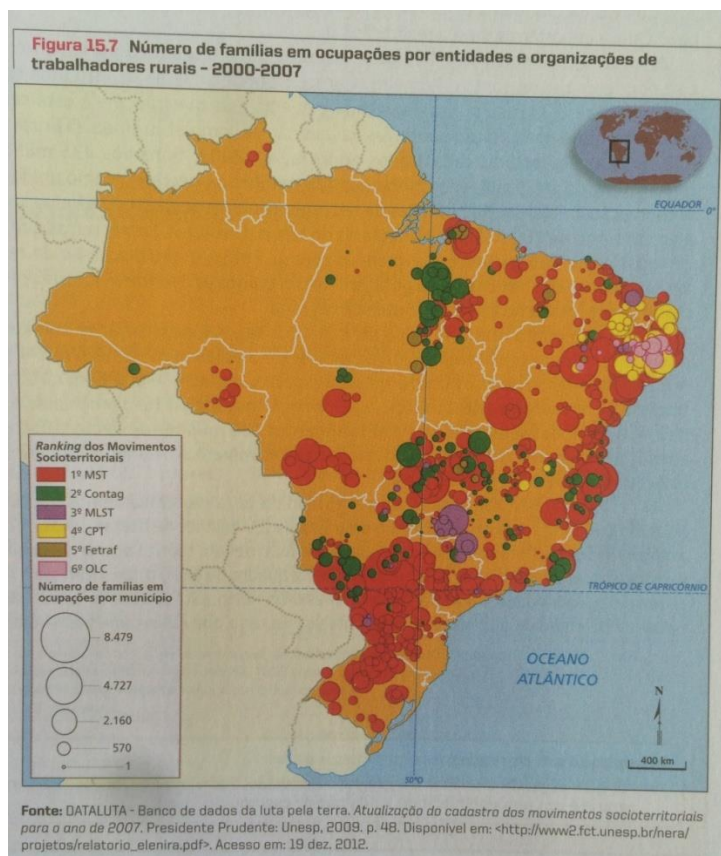 Figura 15.7 Número de famílias em ocupações por entidades e organizações de
trabalhadores rurais – 2000-2007
EQUADOR
0°
Ranking dos Movimentos
Socioterritoriais
1º MST
2º Contag
3º MLST
4º CPT
5º Fetraf
6º OLC
Número de famílias em
ocupações por município
8.479
4.727
2.160
570
1
TRÓPICO DE CAPRICÓRNIO
OCEANO
ATLÂNTICO
N
400 km
50°O
Fonte: DATALUTA - Banco de dados da luta pela terra. Atualização do cadastro dos movimentos socioterritoriais
para o ano de 2007. Presidente Prudente: Unesp, 2009. p. 48. Disponível em: <http://www2.fct.unesp.br/nera/
projetos/relatorio_elenira.pdf>. Acesso em: 19 dez. 2012.